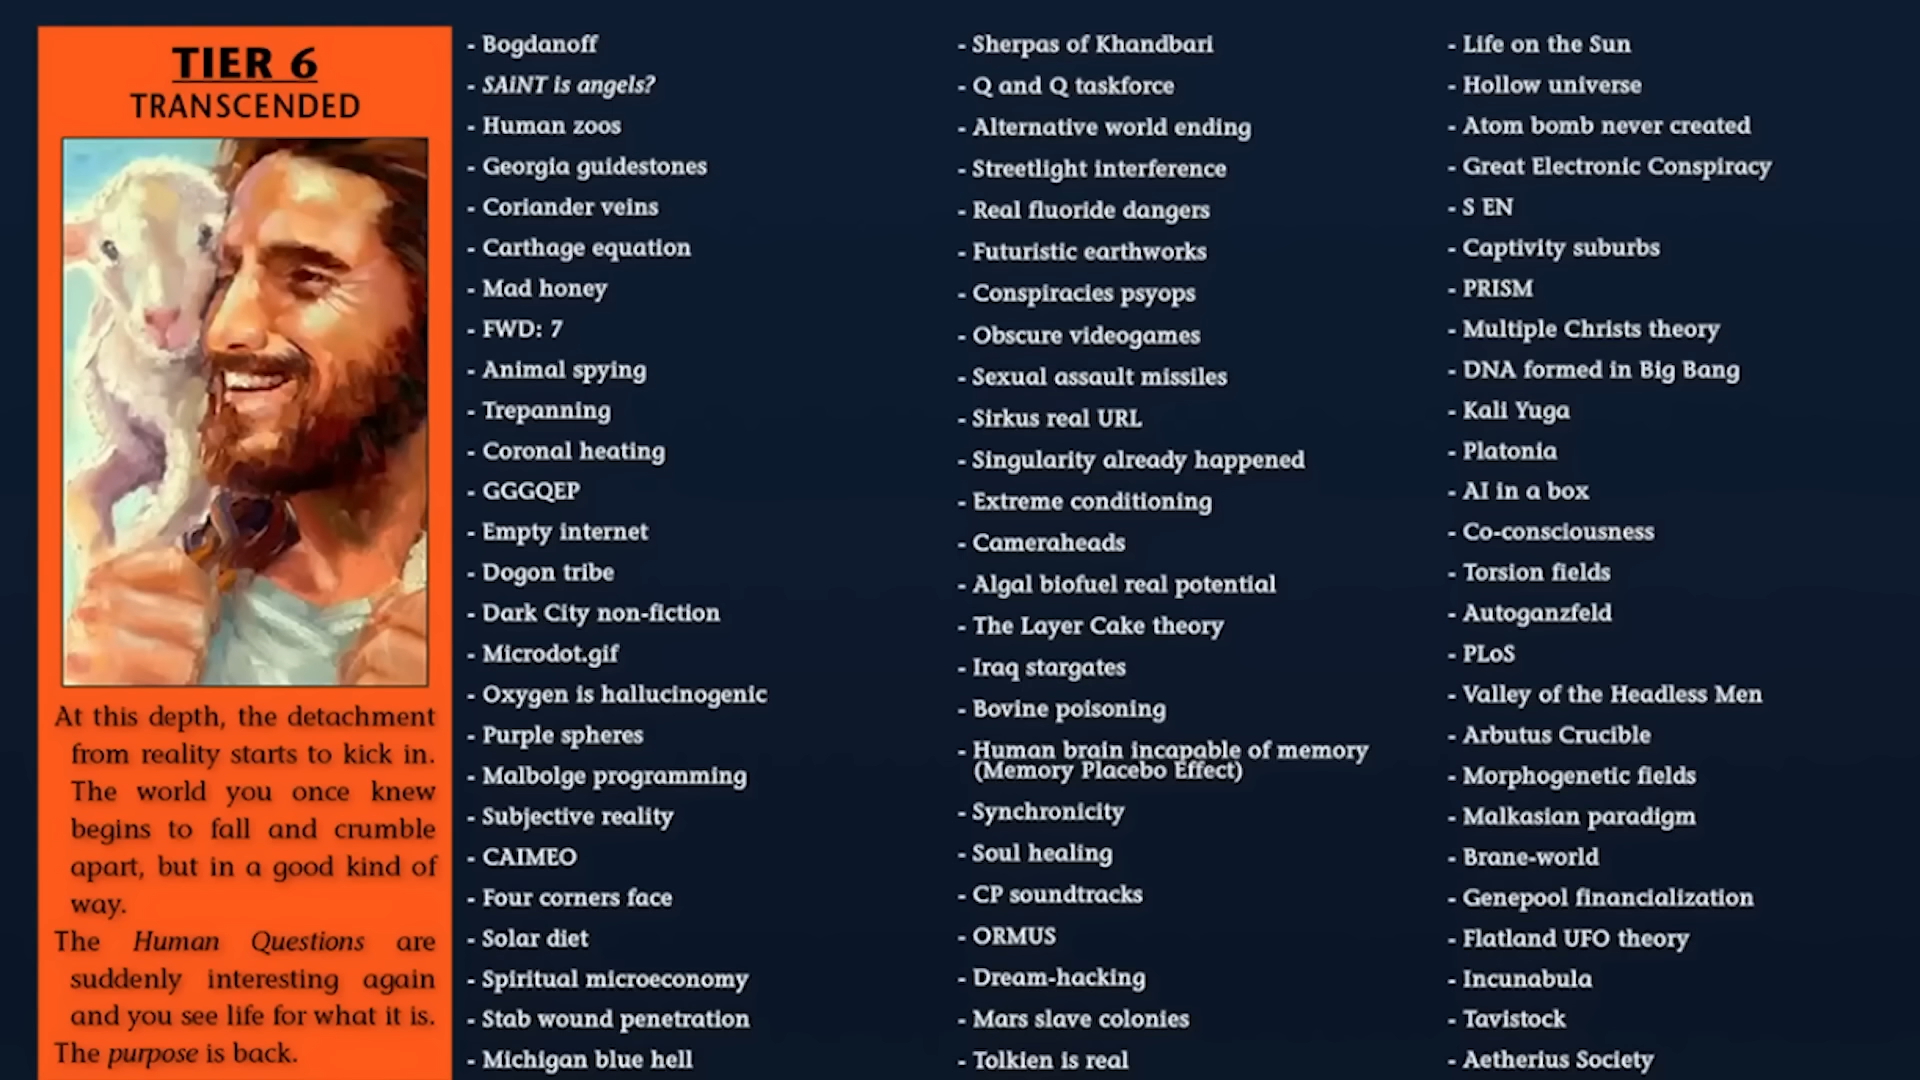 TIER 6
TRANSCENDED
At this depth, the detachment
from reality starts to kick in.
The world you once knew
begins to fall and crumble
apart, but in a good kind of
way.
The Human Questions are
suddenly interesting again
and you see life for what it is.
The purpose is back.
- Bogdanoff
- SAiNT is angels?
- Human zoos
- Georgia guidestones
- Coriander veins
- Carthage equation
- Mad honey
- FWD: 7
- Animal spying
- Trepanning
- Coronal heating
- GGGQEP
- Empty internet
- Dogon tribe
- Dark City non-fiction
- Microdot.gif
- Oxygen is hallucinogenic
- Purple spheres
- Malbolge programming
- Subjective reality
- CAIMEO
- Four corners face
- Solar diet
- Spiritual microeconomy
- Stab wound penetration
- Michigan blue hell
- Sherpas of Khandbari
- Q and Q taskforce
- Alternative world ending
- Streetlight interference
- Real fluoride dangers
- Futuristic earthworks
- Conspiracies psyops
- Obscure videogames
- Sexual assault missiles
- Sirkus real URL
- Singularity already happened
- Extreme conditioning
- Cameraheads
- Algal biofuel real potential
- The Layer Cake theory
- Iraq stargates
- Bovine poisoning
- Human brain incapable of memory
(Memory Placebo Effect)
- Synchronicity
- Soul healing
- CP soundtracks
- ORMUS
- Dream-hacking
- Mars slave colonies
- Tolkien is real
- Life on the Sun
- Hollow universe
- Atom bomb never created
- Great Electronic Conspiracy
- S EN
- Captivity suburbs
- PRISM
- Multiple Christs theory
- DNA formed in Big Bang
- Kali Yuga
- Platonia
- AI in a box
- Co-consciousness
- Torsion fields
- Autoganzfeld
- PLoS
- Valley of the Headless Men
- Arbutus Crucible
- Morphogenetic fields
- Malkasian paradigm
- Brane-world
- Genepool financialization
- Flatland UFO theory
- Incunabula
- Tavistock
- Aetherius Society